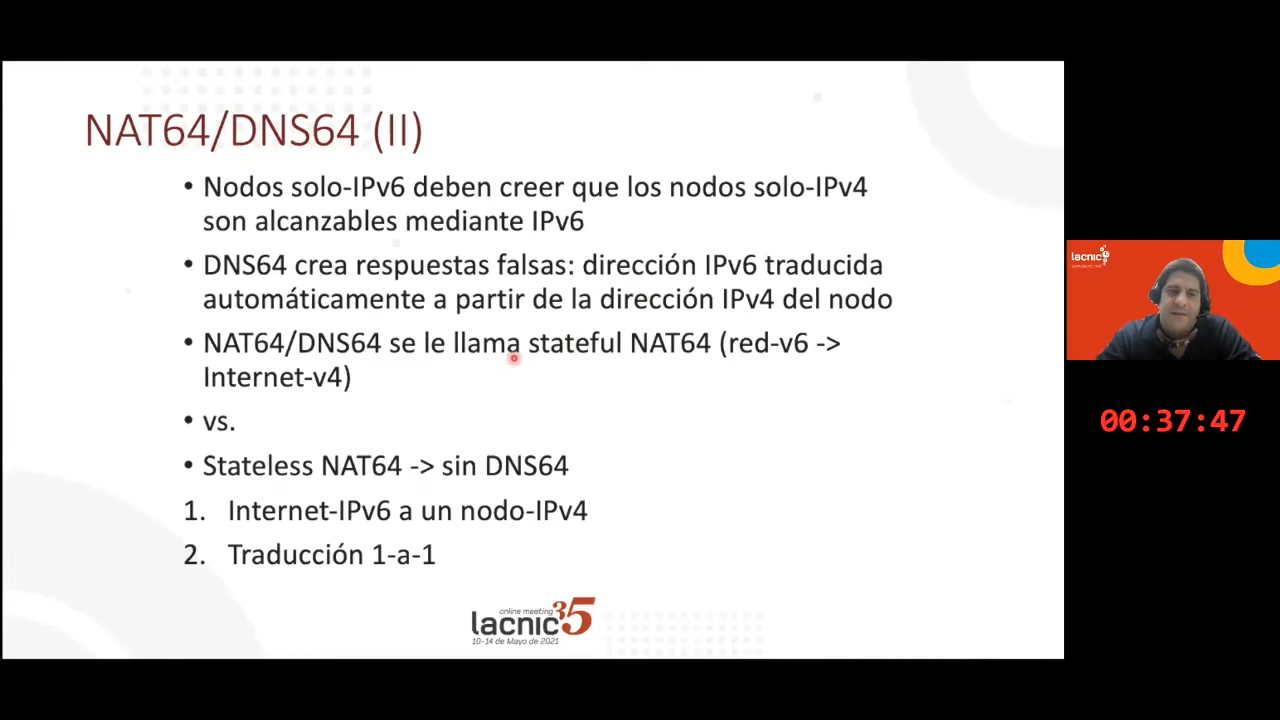 NAT64/DNS64 (II)
• Nodos solo-IPv6 deben creer que los nodos solo-IPv4
son alcanzables mediante IPv6
• DNS64 crea respuestas falsas: dirección IPv6 traducida
automáticamente a partir de la dirección IPv4 del nodo
• NAT64/DNS64 se le llama stateful NAT64 (red-v6 ->
Internet-v4)
• vs.
• Stateless NAT64 -> sin DNS64
1. Internet-IPv6 a un nodo-IPv4
2. Traducción 1-a-1
online meeting
lacnic35
10-14 de Mayo de 2021
lacnic
00:37:47